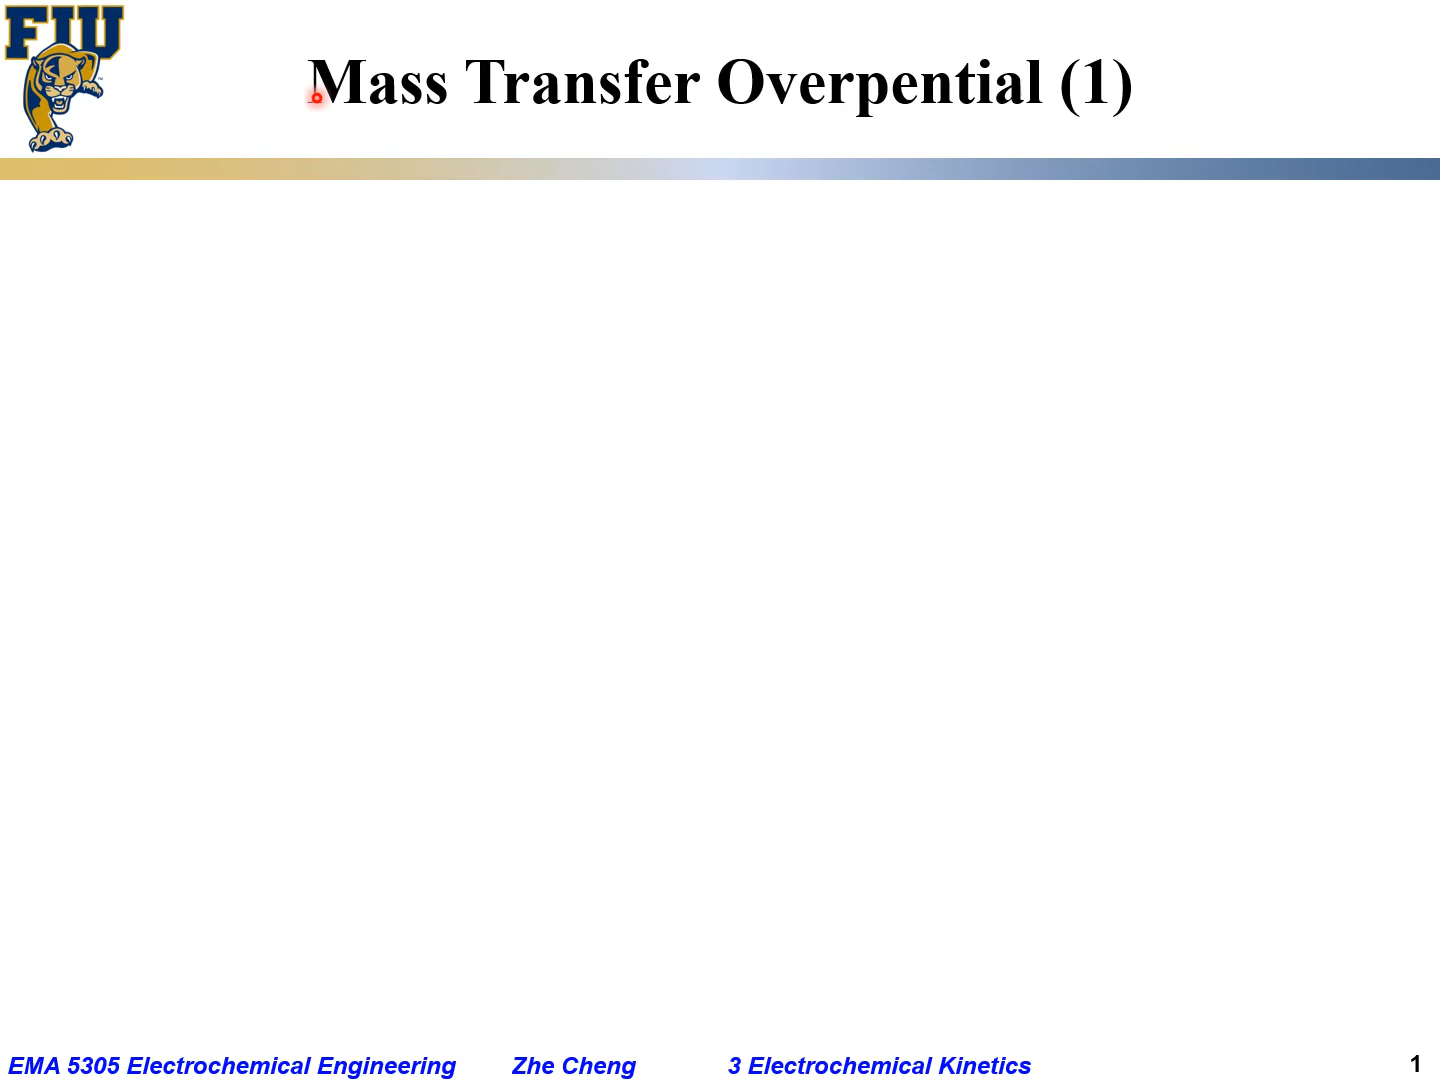 FIU
Mass Transfer Overpential (1)
EMA 5305 Electrochemical Engineering Zhe Cheng 3 Electrochemical Kinetics 1